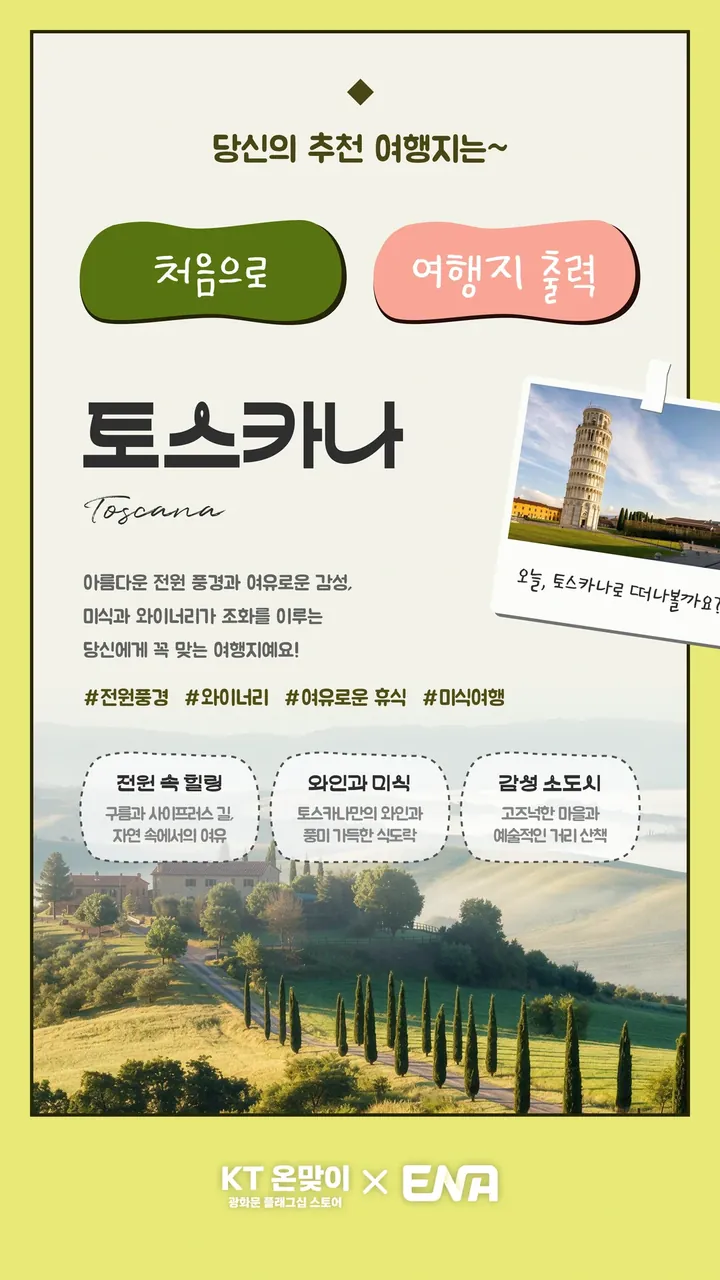 당신의 추천 여행지는~
처음으로
여행지 출력
토스카나
Toscana
오늘, 토스카나로 떠나볼까요?
아름다운 전원 풍경과 여유로운 감성,
미식과 와이너리가 조화를 이루는
당신에게 꼭 맞는 여행지예요!
#전원풍경 #와이너리 #여유로운 휴식 #미식여행
전원 속 힐링
구릉과 사이프러스 길,
자연 속에서의 여유
와인과 미식
토스카나만의 와인과
풍미 가득한 식도락
감성 소도시
고즈넉한 마을과
예술적인 거리 산책
KT 온맞이 × ENA
광화문 플래그십 스토어